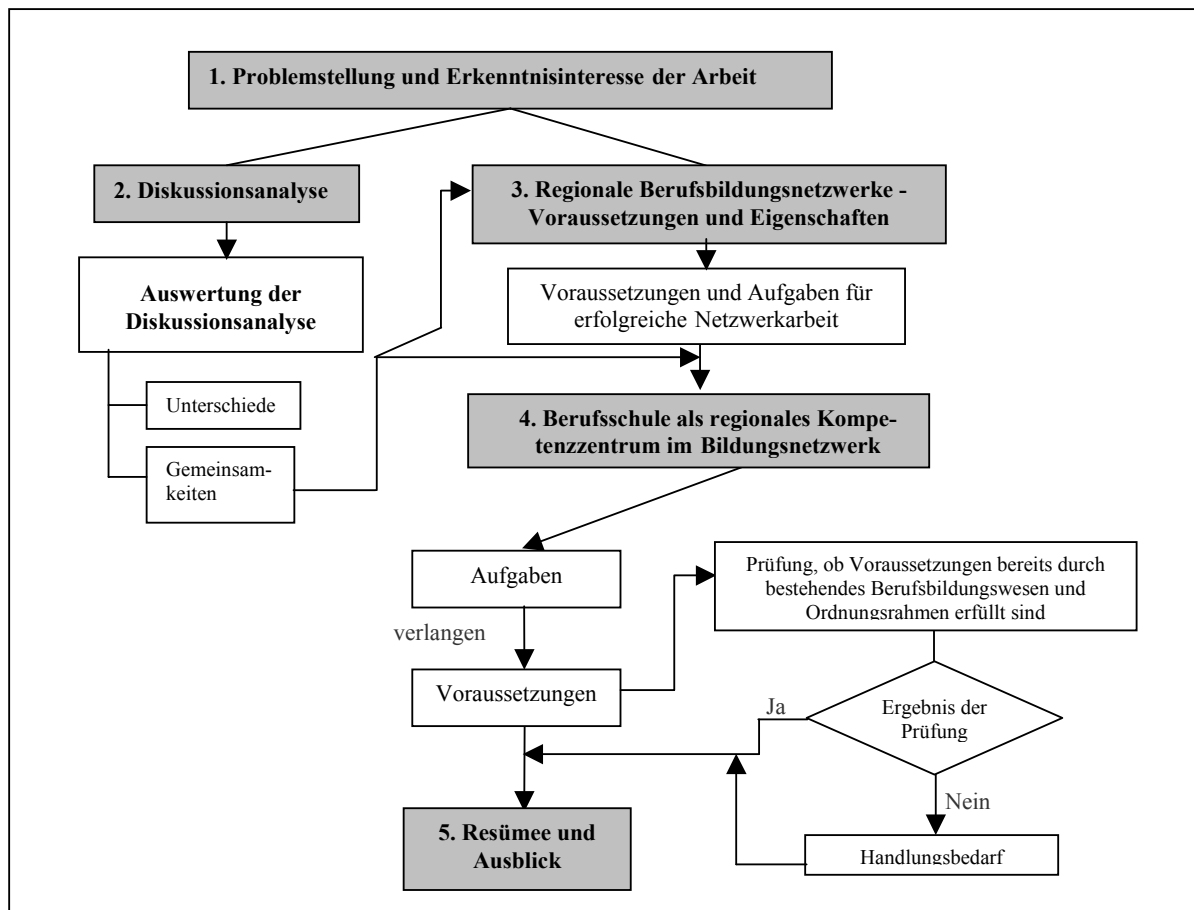 1. Problemstellung und Erkenntnisinteresse der Arbeit
2. Diskussionsanalyse
3. Regionale Berufsbildungsnetzwerke -
Voraussetzungen und Eigenschaften
Auswertung der
Diskussionsanalyse
Voraussetzungen und Aufgaben für
erfolgreiche Netzwerkarbeit
Unterschiede
Gemeinsam-
keiten
4. Berufsschule als regionales Kompe-
tenzzentrum im Bildungsnetzwerk
Aufgaben
verlangen
Voraussetzungen
Prüfung, ob Voraussetzungen bereits durch
bestehendes Berufsbildungswesen und
Ordnungsrahmen erfüllt sind
Ja
Ergebnis der
Prüfung
Nein
Handlungsbedarf
5. Resümee und
Ausblick